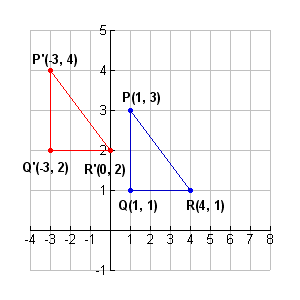 5
P'(-3, 4)
4
P(1, 3)
3
2
Q'(-3, 2) R'(0, 2)
1
Q(1, 1) R(4, 1)
-4 -3 -2 -1 1 2 3 4 5 6 7 8
-1